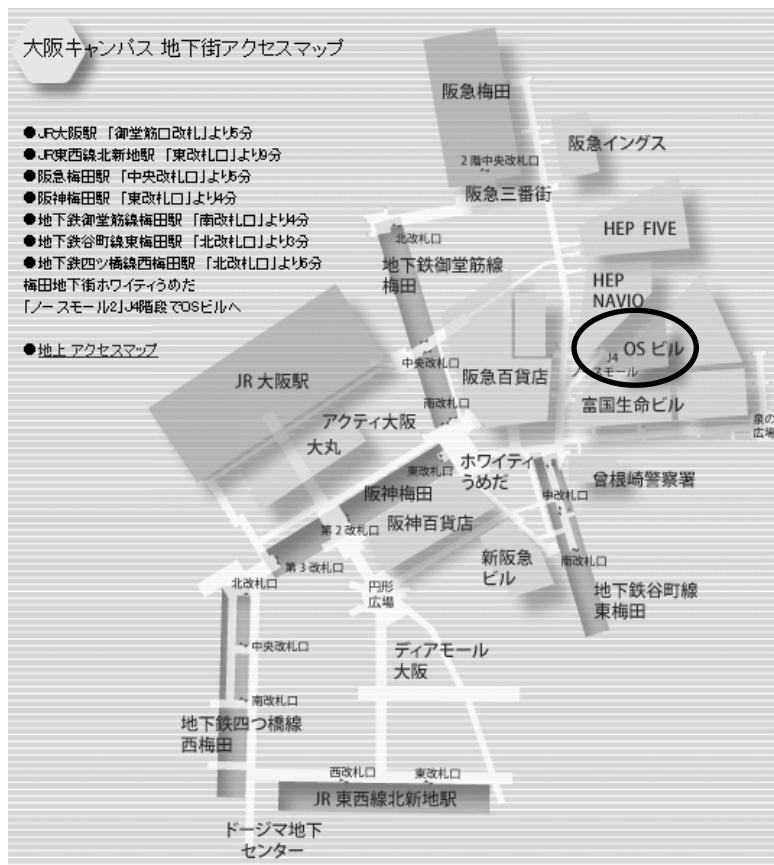 大阪キャンパス 地下街アクセスマップ
●JR大阪駅 「御堂筋口改札」より5分
●JR東西線北新地駅 「東改札口」より9分
●阪急梅田駅 「中央改札口」より5分
●阪神梅田駅 「東改札口」より4分
●地下鉄御堂筋線梅田駅 「南改札口」より4分
●地下鉄谷町線東梅田駅 「北改札口」より3分
●地下鉄四ツ橋線西梅田駅 「北改札口」より6分
梅田地下街ホワイティうめだ
「ノースモール2」J4階段でOSビルへ
●地上 アクセスマップ
阪急梅田
阪急イングス
2階中央改札口
阪急三番街
HEP FIVE
北改札口
地下鉄御堂筋線
梅田
HEP
NAVIO
J4 OS ビル
ノースモール
中央改札口
阪急百貨店
JR 大阪駅
南改札口
富国生命ビル
アクティ大阪
泉の
広場
大丸
ホワイティ
うめだ
東改札口
曾根崎警察署
阪神梅田
中改札口
第2改札口
阪神百貨店
新阪急
ビル
南改札口
第3改札口
北改札口
円形
広場
地下鉄谷町線
東梅田
中央改札口
ディアモール
大阪
南改札口
地下鉄四つ橋線
西梅田
西改札口
東改札口
JR 東西線北新地駅
ドージマ地下
センター